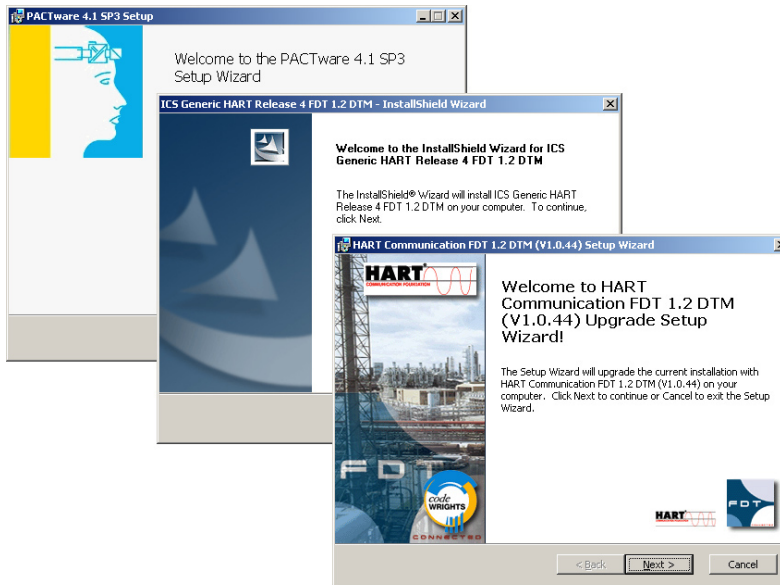 PACTware 4.1 SP3 Setup
Welcome to the PACTware 4.1 SP3
Setup Wizard
ICS Generic HART Release 4 FDT 1.2 DTM - InstallShield Wizard
Welcome to the InstallShield Wizard for ICS
Generic HART Release 4 FDT 1.2 DTM
The InstallShield® Wizard will install ICS Generic HART
Release 4 FDT 1.2 DTM on your computer. To continue,
click Next.
HART Communication FDT 1.2 DTM (V1.0.44) Setup Wizard
HART
COMMUNICATION FOUNDATION
Welcome to HART
Communication FDT 1.2 DTM
(V1.0.44) Upgrade Setup
Wizard!
The Setup Wizard will upgrade the current installation with
HART Communication FDT 1.2 DTM (V1.0.44) on your
computer. Click Next to continue or Cancel to exit the Setup
Wizard.
FDT
code
WRIGHTS
CONNECTED
HART
FDT
< Back
Next >
Cancel